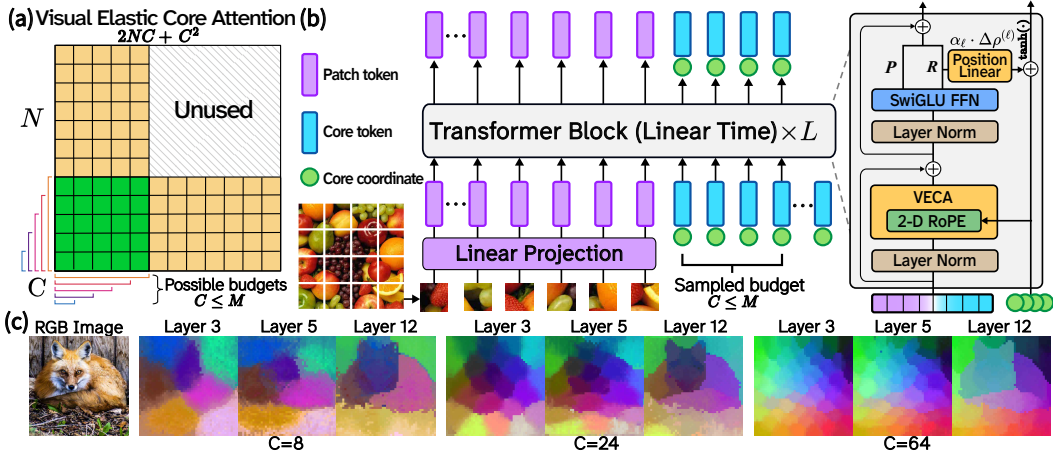 (a) Visual Elastic Core Attention
2NC + C²
N
Unused
C
Possible budgets
C ≤ M
(b)
Patch token
Core token
Core coordinate
Transformer Block (Linear Time) × L
Linear Projection
Sampled budget
C ≤ M
α_ℓ · Δρ^(ℓ)
tanh(·)
P
R
Position
Linear
SwiGLU FFN
Layer Norm
VECA
2-D RoPE
Layer Norm
(c)
RGB Image
Layer 3 Layer 5 Layer 12
Layer 3 Layer 5 Layer 12
Layer 3 Layer 5 Layer 12
C=8
C=24
C=64